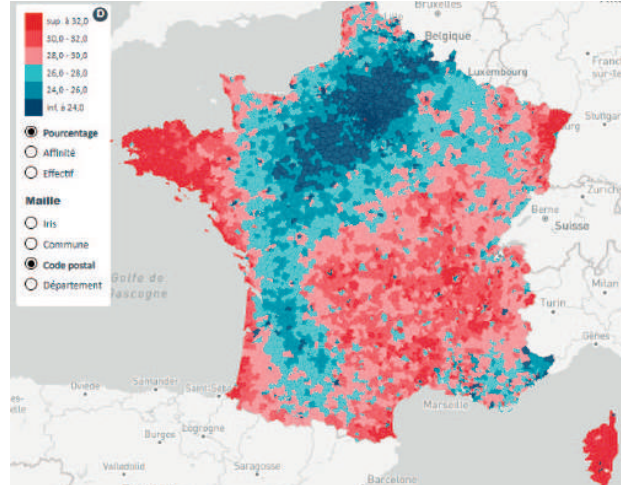 D
sup. à 32,0
30,0 - 32,0
28,0 - 30,0
26,0 - 28,0
24,0 - 26,0
inf. à 24,0
Pourcentage
Affinité
Effectif
Maille
Iris
Commune
Code postal
Département
Lille
Bruxelles
Belgique
Luxembourg
Stuttgart
Zurich
Berne
Suisse
Milan
Turin
Gênes
Golfe de
Gascogne
Marseille
Oviedo
Santander
Burgos
Logrogne
Valladolid
Saragosse
Barcelone